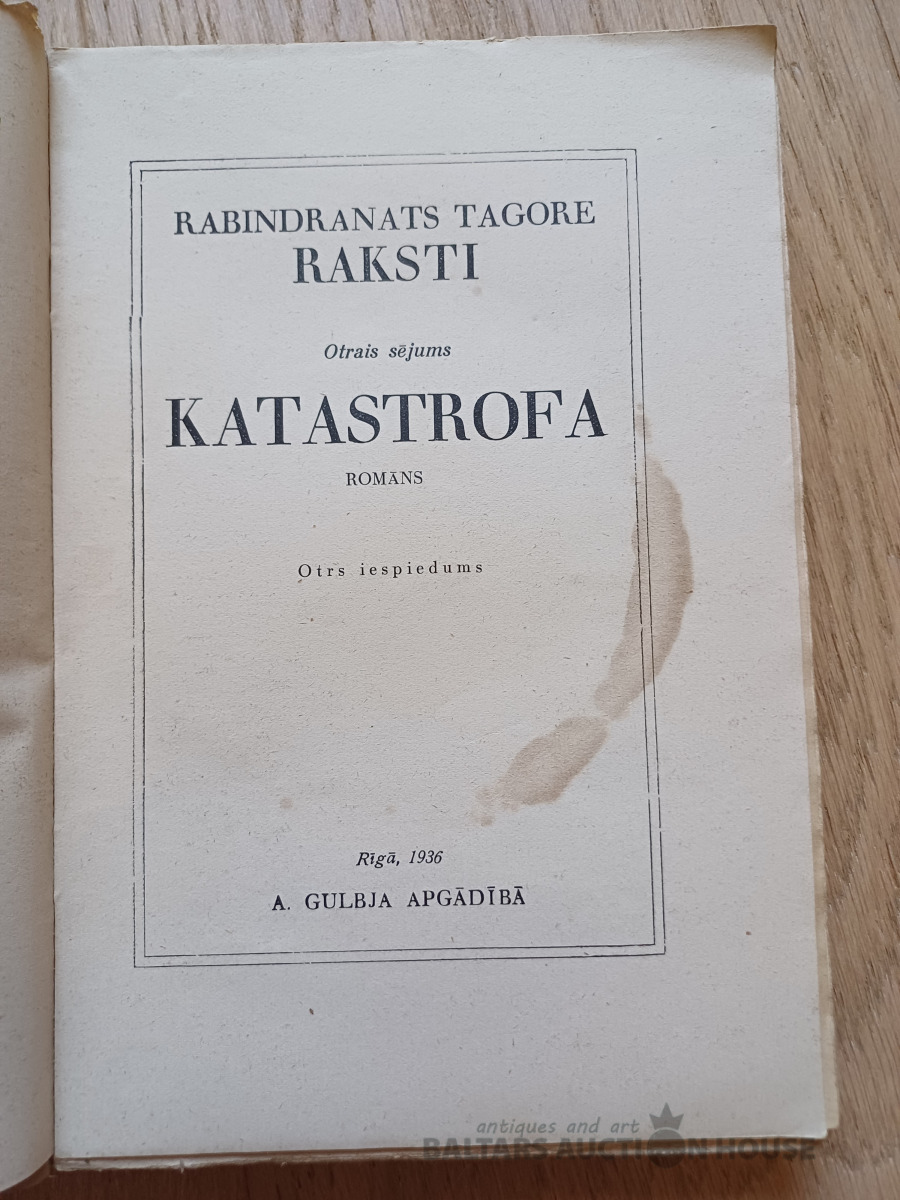 RABINDRANATS TAGORE
RAKSTI
Otrais sējums
KATASTROFA
ROMĀNS
Otrs iespiedums
Rīgā, 1936
A. GULBJA APGĀDĪBĀ
antiques and art
BALTARS AUCTION HOUSE